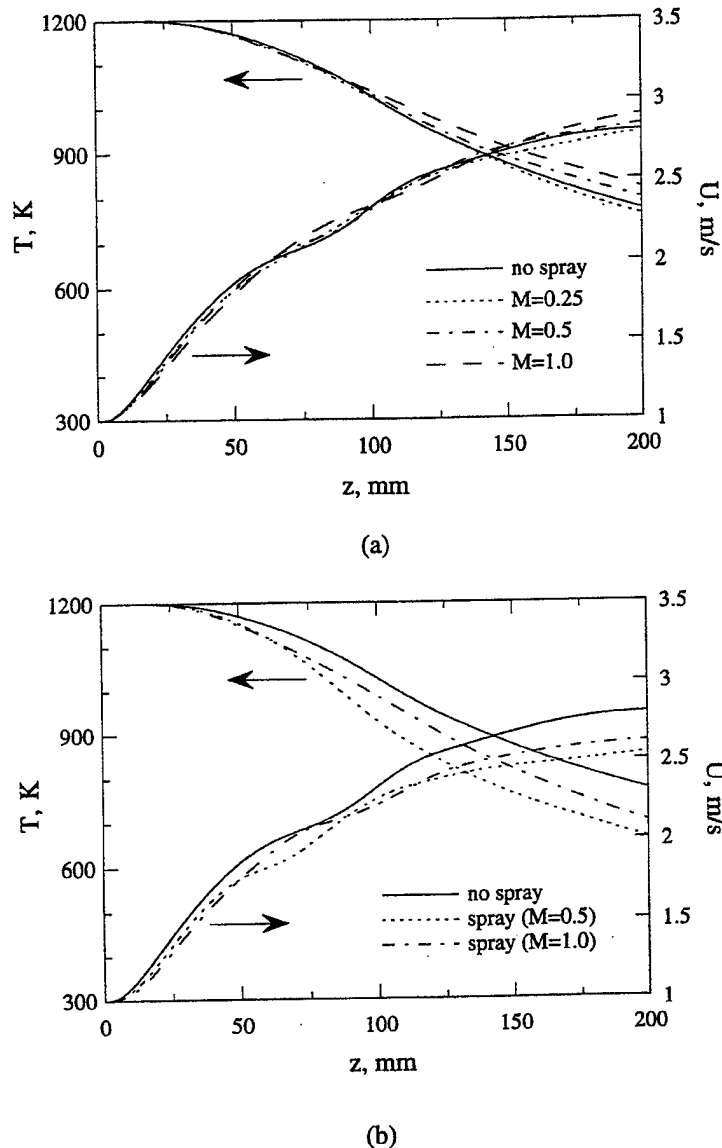 1200
900
600
300
T, K
3.5
3
2.5
2
1.5
1
U, m/s
no spray
M=0.25
M=0.5
M=1.0
0
50
100
150
200
z, mm
(a)
1200
900
600
300
T, K
3.5
3
2.5
2
1.5
1
U, m/s
no spray
spray (M=0.5)
spray (M=1.0)
0
50
100
150
200
z, mm
(b)